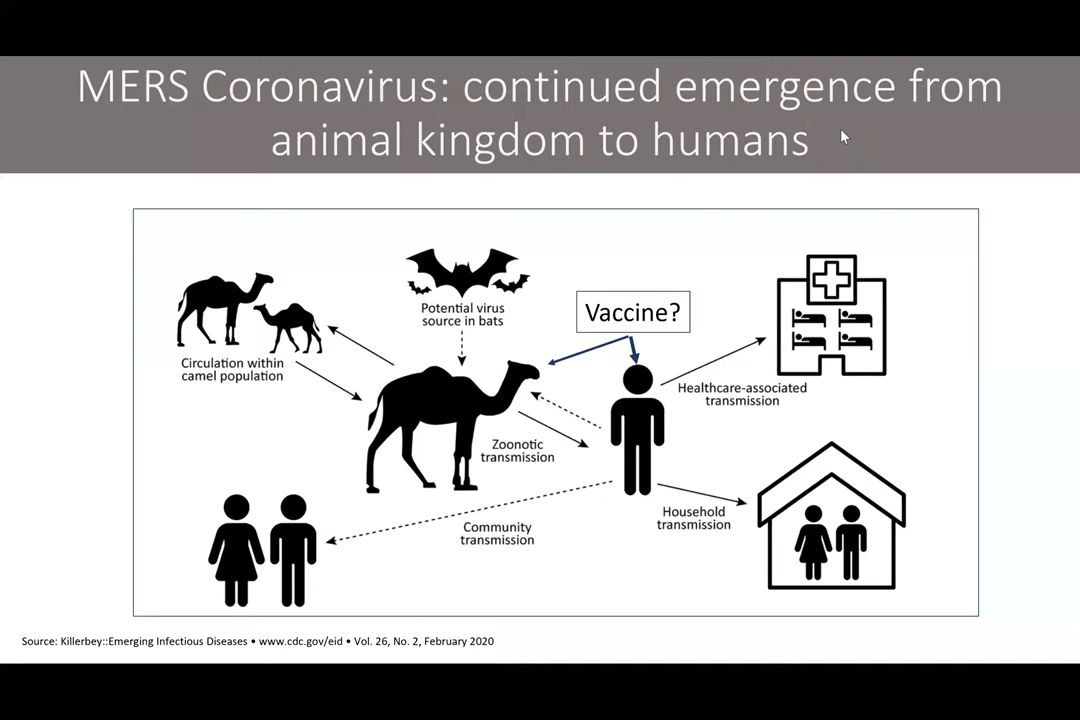 MERS Coronavirus: continued emergence from
animal kingdom to humans
Potential virus
source in bats
Vaccine?
Circulation within
camel population
Healthcare-associated
transmission
Zoonotic
transmission
Household
transmission
Community
transmission
Source: Killerbey::Emerging Infectious Diseases • www.cdc.gov/eid • Vol. 26, No. 2, February 2020